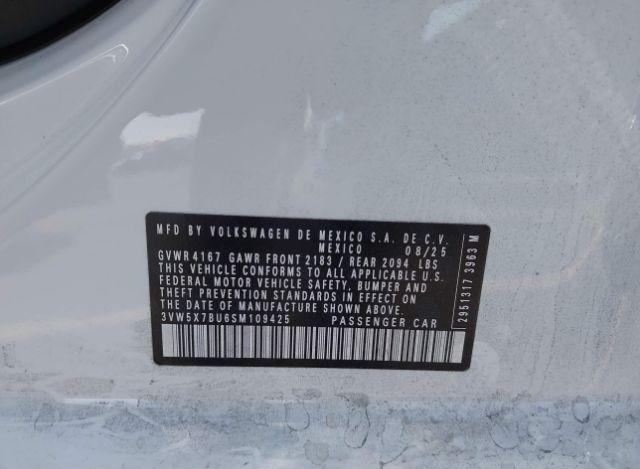 MFD BY VOLKSWAGEN DE MEXICO S.A. DE C.V.
MEXICO 08/25
GVWR 4167 GAWR FRONT 2183 / REAR 2094 LBS
THIS VEHICLE CONFORMS TO ALL APPLICABLE U.S.
FEDERAL MOTOR VEHICLE SAFETY, BUMPER AND
THEFT PREVENTION STANDARDS IN EFFECT ON
THE DATE OF MANUFACTURE SHOWN ABOVE.
3VW5X7BU6SM109425 PASSENGER CAR
2951317 3963 M